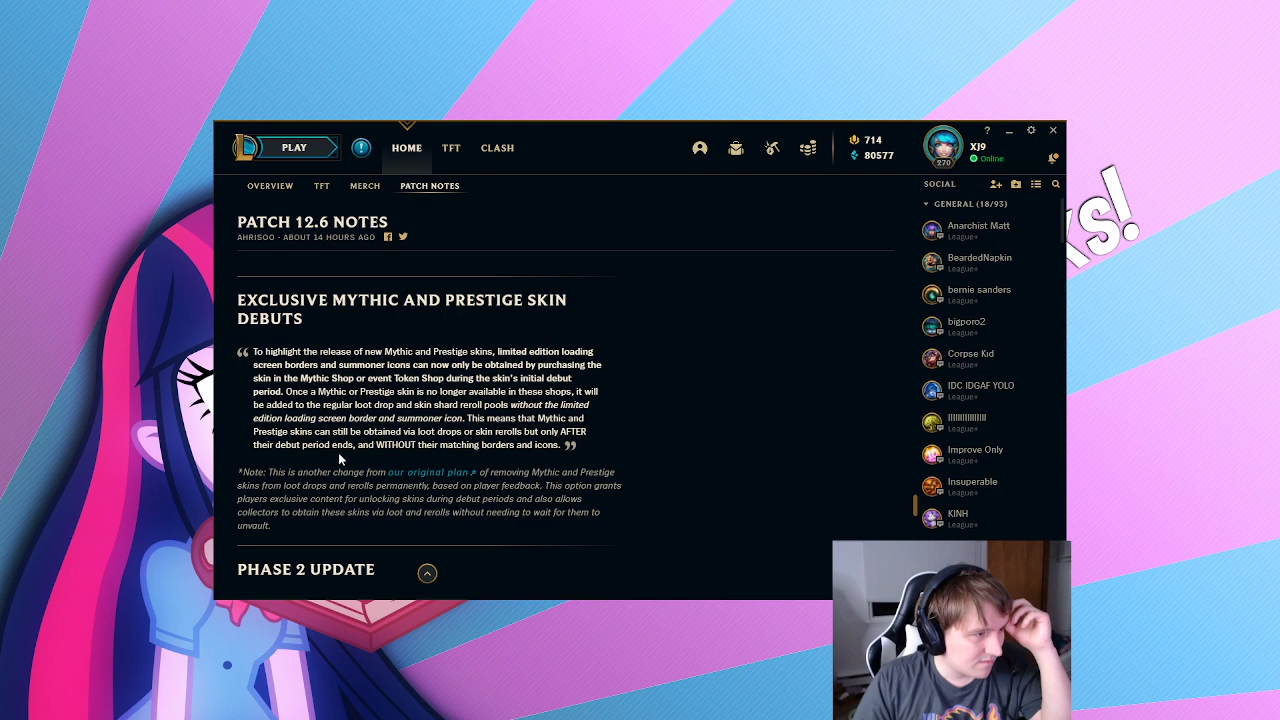 PLAY
HOME
TFT
CLASH
714
80577
?
270
XJ9
Online
OVERVIEW
TFT
MERCH
PATCH NOTES
SOCIAL
GENERAL (18/93)
PATCH 12.6 NOTES
AHRISOO - ABOUT 14 HOURS AGO
EXCLUSIVE MYTHIC AND PRESTIGE SKIN
DEBUTS
“ To highlight the release of new Mythic and Prestige skins, limited edition loading
screen borders and summoner icons can now only be obtained by purchasing the
skin in the Mythic Shop or event Token Shop during the skin's initial debut
period. Once a Mythic or Prestige skin is no longer available in these shops, it will
be added to the regular loot drop and skin shard reroll pools without the limited
edition loading screen border and summoner icon. This means that Mythic and
Prestige skins can still be obtained via loot drops or skin rerolls but only AFTER
their debut period ends, and WITHOUT their matching borders and icons. ”
*Note: This is another change from our original plan↗ of removing Mythic and Prestige
skins from loot drops and rerolls permanently, based on player feedback. This option grants
players exclusive content for unlocking skins during debut periods and also allows
collectors to obtain these skins via loot and rerolls without needing to wait for them to
unvault.
PHASE 2 UPDATE
Anarchist Matt
League+
BeardedNapkin
League+
bernie sanders
League+
bigporo2
League+
Corpse Kid
League+
IDC IDGAF YOLO
League+
League+
Improve Only
League+
Insuperable
League+
KINH
League+
ks!